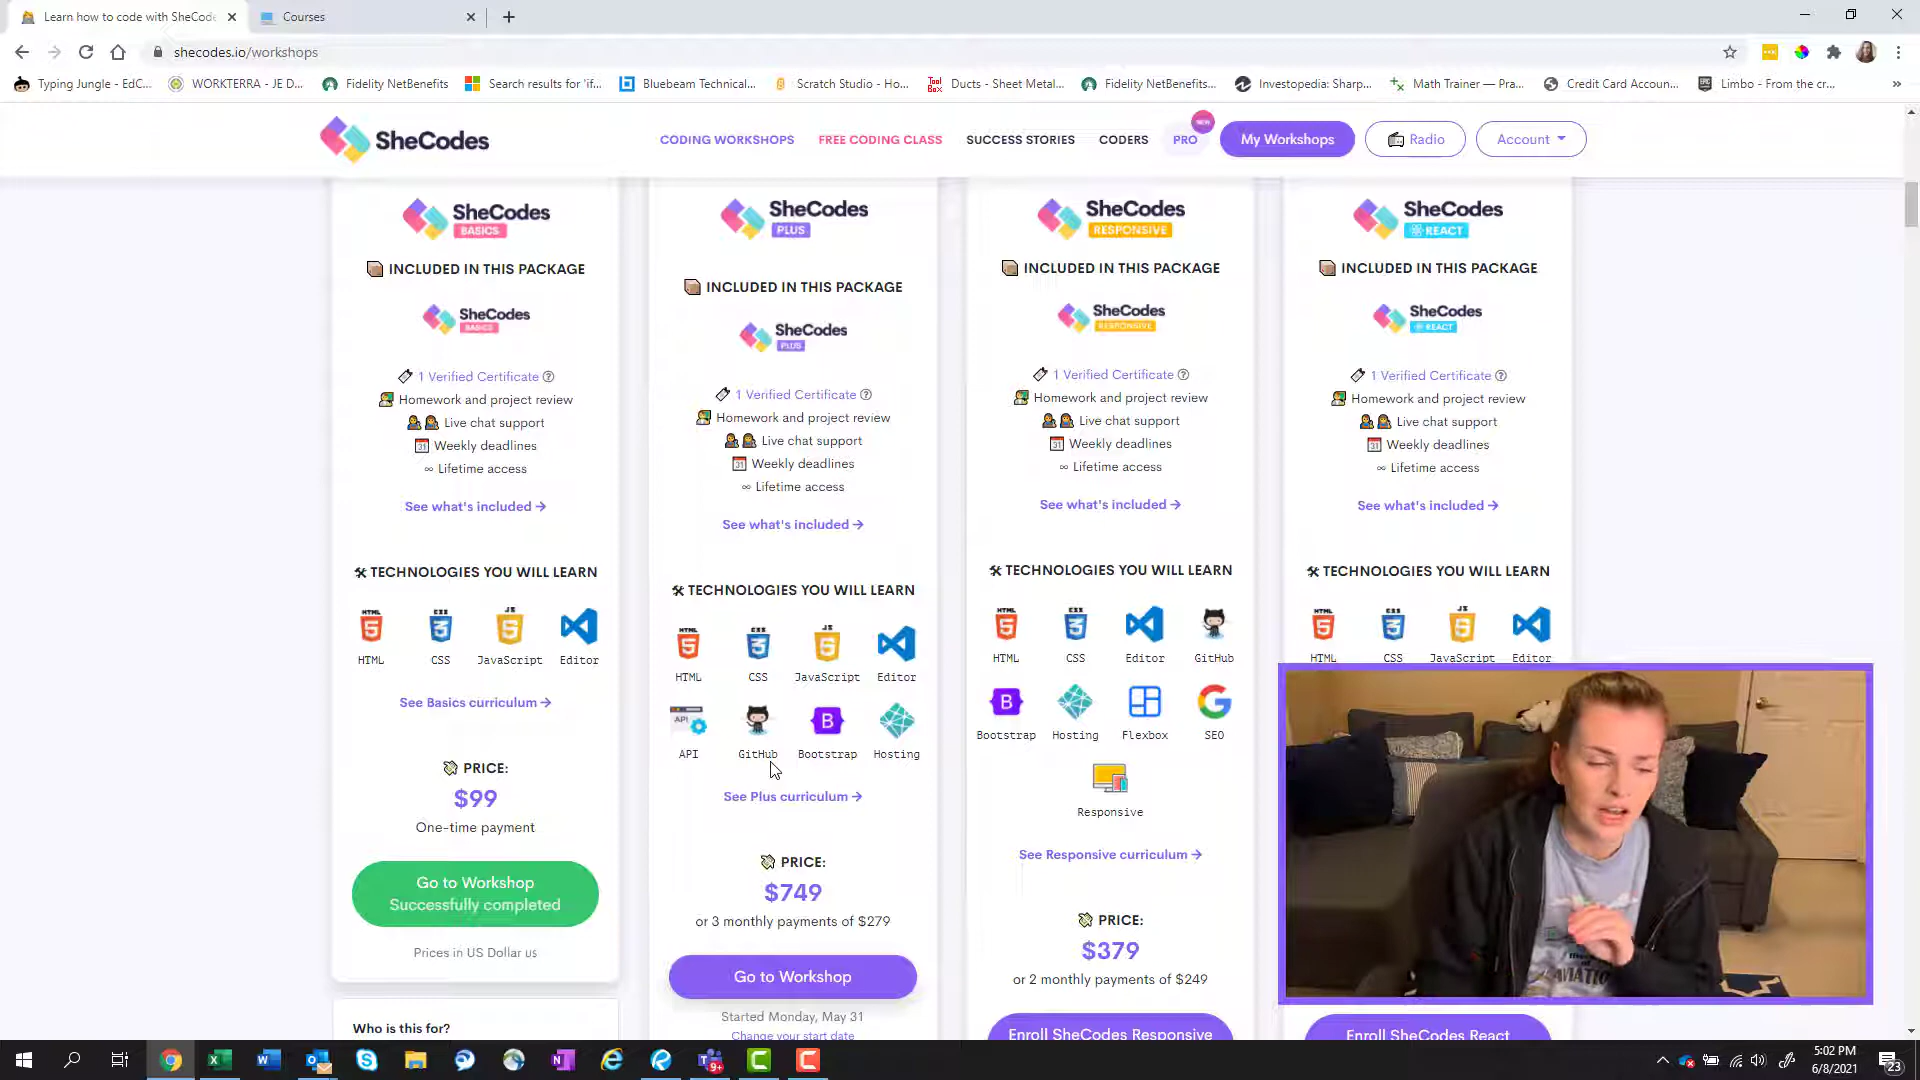 Learn how to code with SheCode
Courses
shecodes.io/workshops
Typing Jungle - EdC...
WORKTERRA - JE D...
Fidelity NetBenefits
Search results for 'if...
Bluebeam Technical...
Scratch Studio - Ho...
Ducts - Sheet Metal...
Fidelity NetBenefits...
Investopedia: Sharp...
Math Trainer — Pra...
Credit Card Accoun...
Limbo - From the cr...
SheCodes
CODING WORKSHOPS
FREE CODING CLASS
SUCCESS STORIES
CODERS
PRO
NEW
My Workshops
Radio
Account
SheCodes
BASICS
INCLUDED IN THIS PACKAGE
SheCodes
BASICS
1 Verified Certificate
Homework and project review
Live chat support
Weekly deadlines
∞ Lifetime access
See what's included →
TECHNOLOGIES YOU WILL LEARN
HTML
CSS
JavaScript
Editor
See Basics curriculum →
PRICE:
$99
One-time payment
Go to Workshop
Successfully completed
Prices in US Dollar us
Who is this for?
SheCodes
PLUS
INCLUDED IN THIS PACKAGE
SheCodes
PLUS
1 Verified Certificate
Homework and project review
Live chat support
Weekly deadlines
∞ Lifetime access
See what's included →
TECHNOLOGIES YOU WILL LEARN
HTML
CSS
JavaScript
Editor
API
GitHub
Bootstrap
Hosting
See Plus curriculum →
PRICE:
$749
or 3 monthly payments of $279
Go to Workshop
Started Monday, May 31
Change your start date
SheCodes
RESPONSIVE
INCLUDED IN THIS PACKAGE
SheCodes
RESPONSIVE
1 Verified Certificate
Homework and project review
Live chat support
Weekly deadlines
∞ Lifetime access
See what's included →
TECHNOLOGIES YOU WILL LEARN
HTML
CSS
Editor
GitHub
Bootstrap
Hosting
Flexbox
SEO
Responsive
See Responsive curriculum →
PRICE:
$379
or 2 monthly payments of $249
Enroll SheCodes Responsive
SheCodes
REACT
INCLUDED IN THIS PACKAGE
SheCodes
REACT
1 Verified Certificate
Homework and project review
Live chat support
Weekly deadlines
∞ Lifetime access
See what's included →
TECHNOLOGIES YOU WILL LEARN
HTML
CSS
JavaScript
Editor
AVIATION
Enroll SheCodes React
5:02 PM
6/8/2021
23